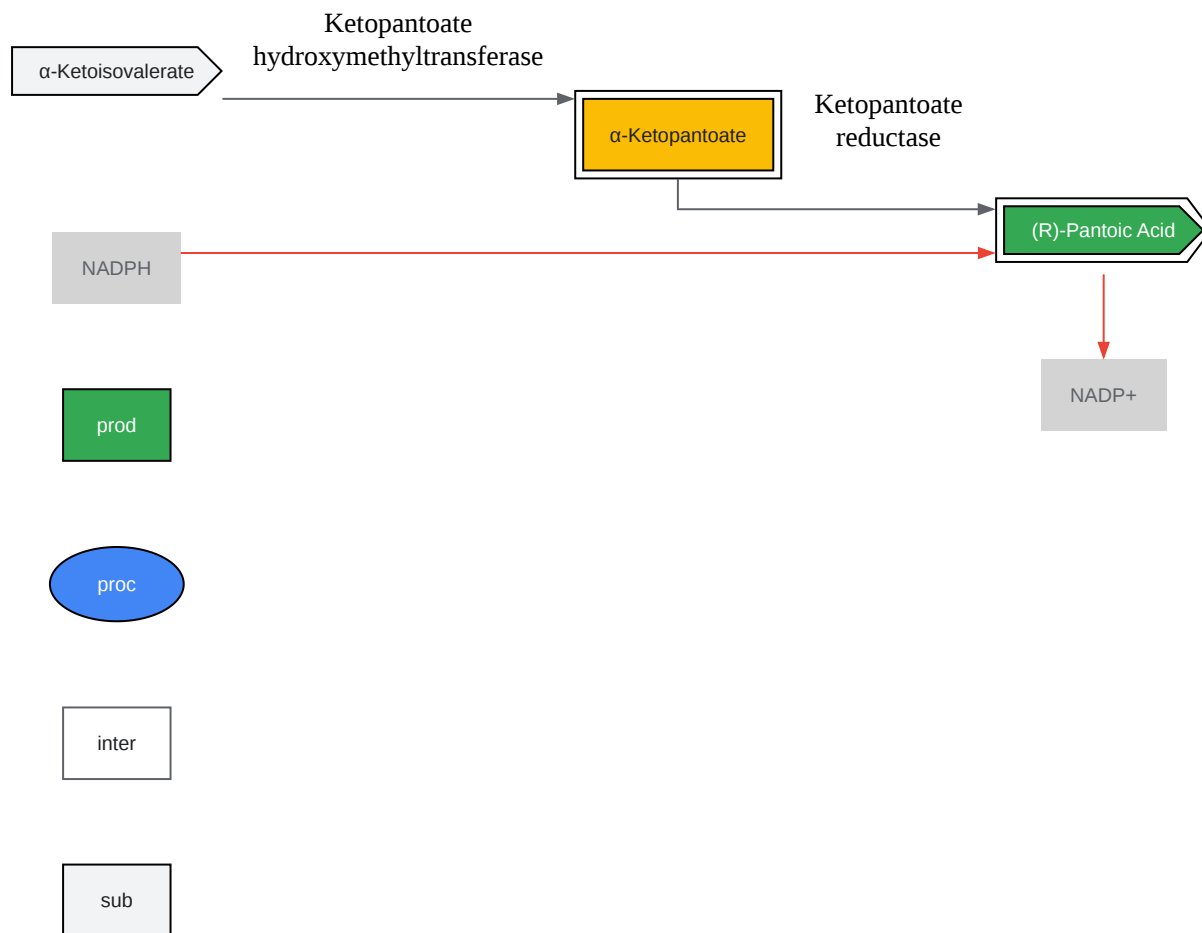 Ketopantoate
hydroxymethyltransferase
α-Ketoisovalerate
α-Ketopantoate
Ketopantoate
reductase
(R)-Pantoic Acid
NADPH
NADP+
prod
proc
inter
sub